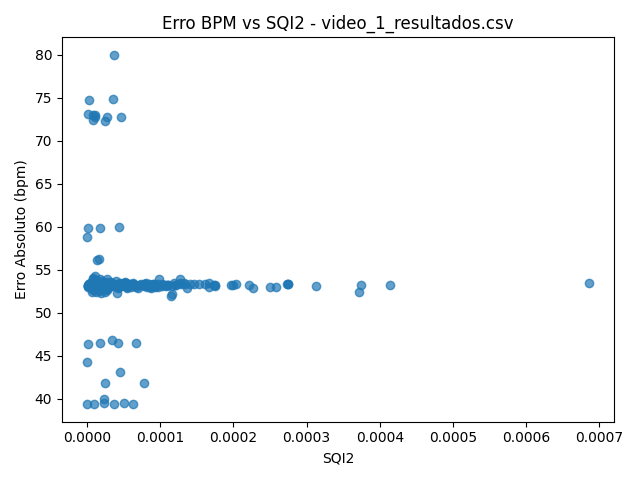 Erro BPM vs SQI2 - video_1_resultados.csv
Erro Absoluto (bpm)
80
75
70
65
60
55
50
45
40
0.0000 0.0001 0.0002 0.0003 0.0004 0.0005 0.0006 0.0007
SQI2